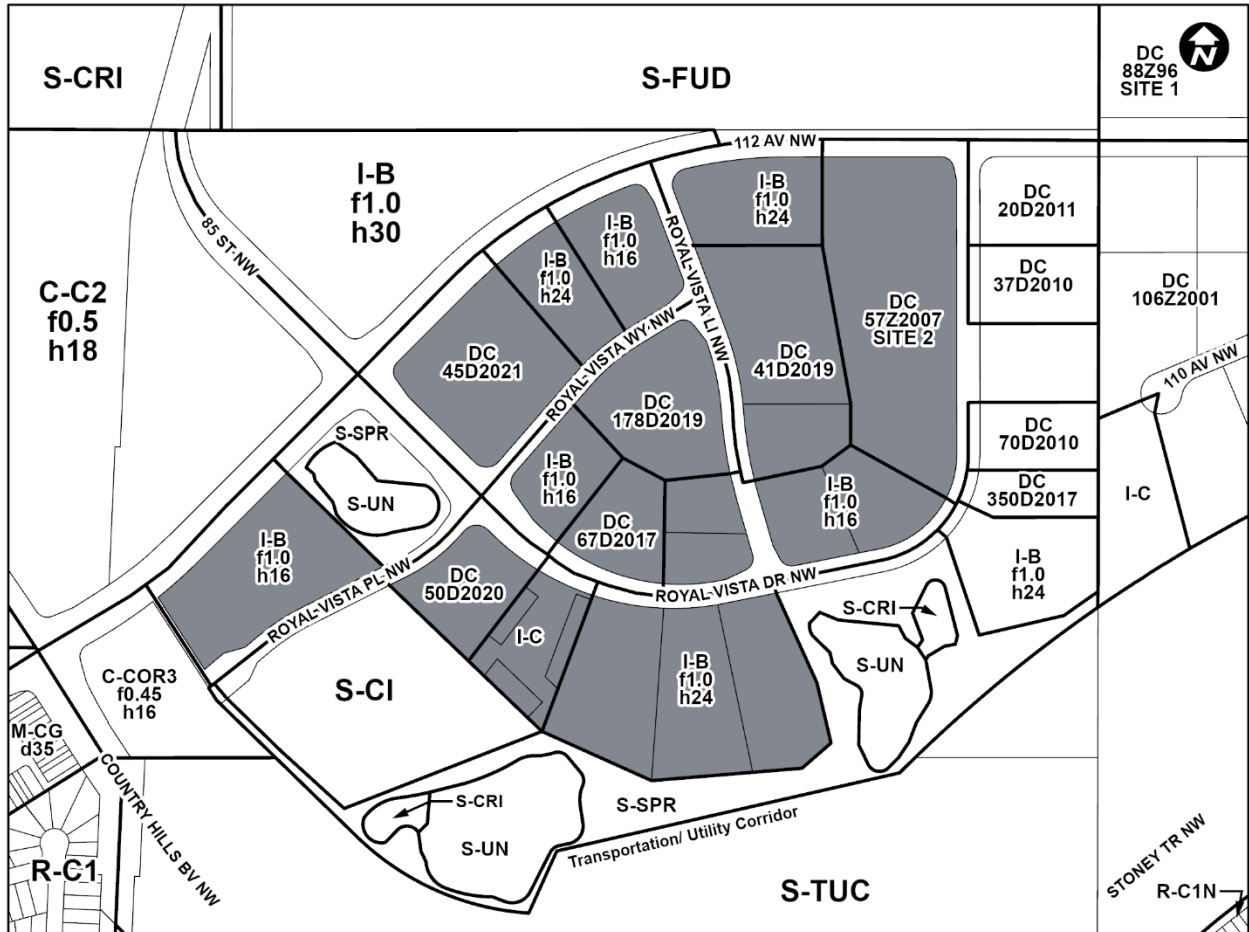 S-CRI
S-FUD
DC
88Z96
SITE 1
N
112 AV NW
I-B
f1.0
h30
I-B
f1.0
h24
I-B
f1.0
h16
I-B
f1.0
h24
DC
20D2011
85 ST NW
ROYAL VISTA LI NW
DC
37D2010
DC
106Z2001
C-C2
f0.5
h18
DC
57Z2007
SITE 2
DC
45D2021
ROYAL VISTA WY NW
DC
41D2019
110 AV NW
DC
178D2019
S-SPR
S-UN
I-B
f1.0
h16
DC
70D2010
DC
350D2017
I-C
I-B
f1.0
h16
DC
67D2017
I-B
f1.0
h16
ROYAL VISTA PL NW
DC
50D2020
ROYAL VISTA DR NW
I-B
f1.0
h24
S-CRI
I-C
S-UN
C-COR3
f0.45
h16
S-CI
I-B
f1.0
h24
M-CG
d35
COUNTRY HILLS BV NW
S-CRI
S-SPR
S-UN
Transportation/ Utility Corridor
R-C1
S-TUC
STONEY TR NW
R-C1N